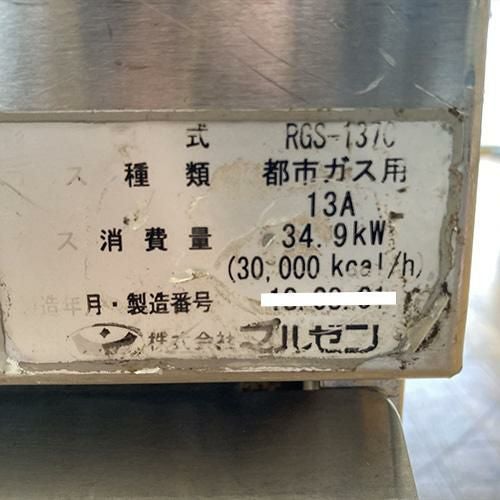 式 RGS-137C
ス 種 類 都市ガス用
13A
ス 消 費 量 34.9kW
(30,000 kcal/h)
製造年月・製造番号
株式会社 マルゼン